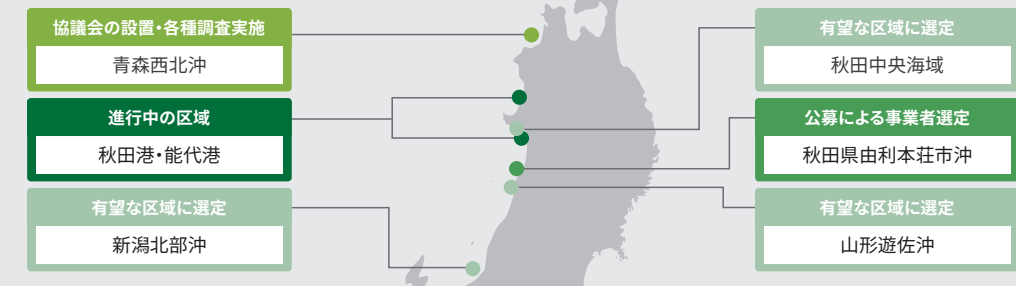 協議会の設置・各種調査実施
青森西北沖
進行中の区域
秋田港・能代港
有望な区域に選定
新潟北部沖
有望な区域に選定
秋田中央海域
公募による事業者選定
秋田県由利本荘市沖
有望な区域に選定
山形遊佐沖